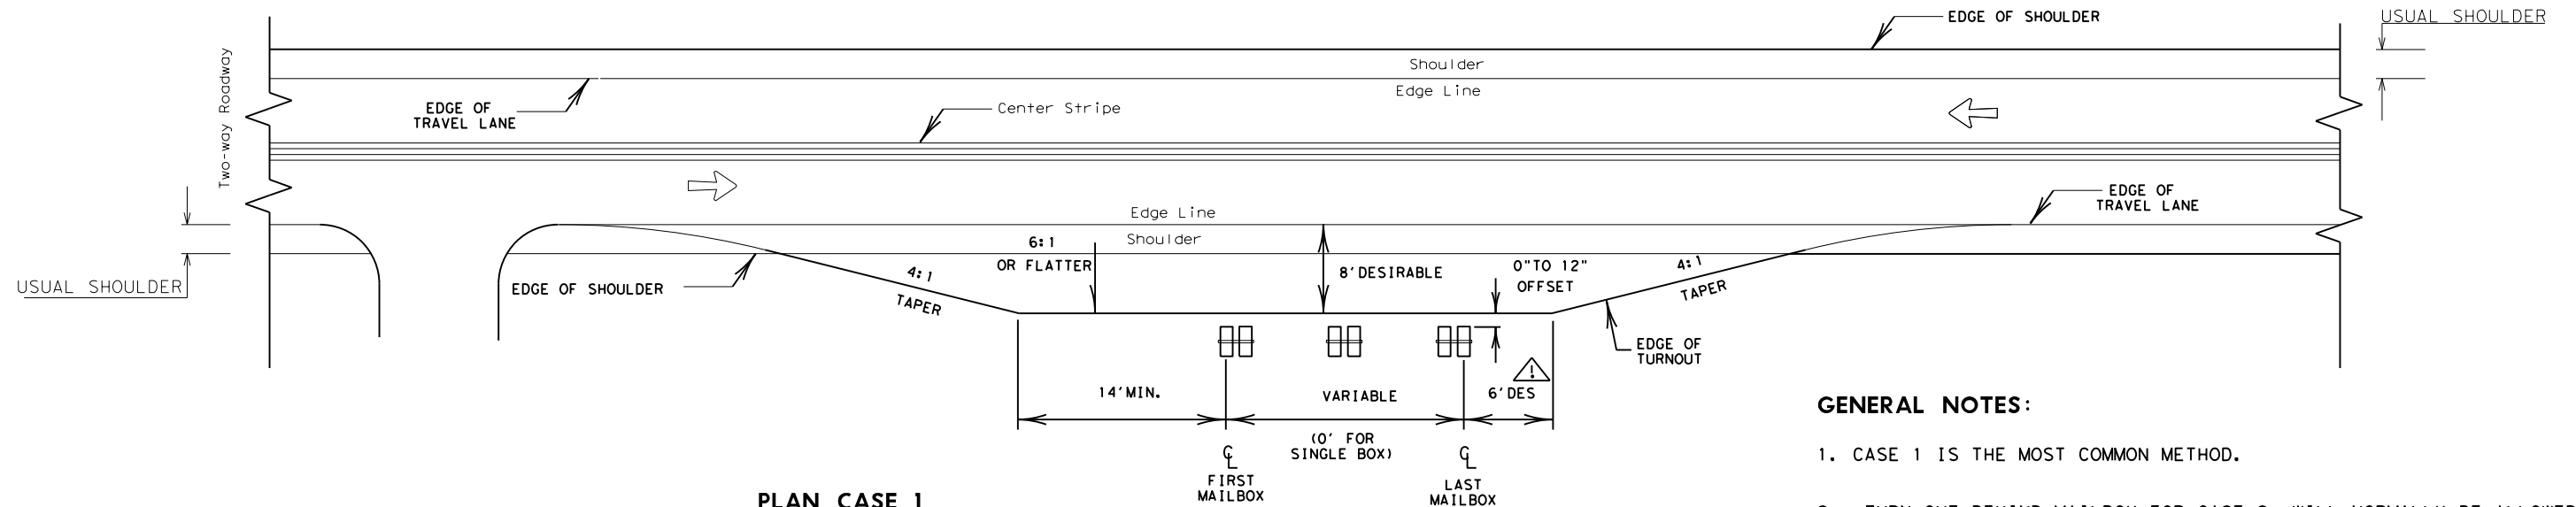 EDGE OF SHOULDER
USUAL SHOULDER
Two-way Roadway
Shoulder
Edge Line
EDGE OF
TRAVEL LANE
Center Stripe
EDGE OF
TRAVEL LANE
Edge Line
Shoulder
6:1
OR FLATTER
8'DESIRABLE
0"TO 12"
OFFSET
4:1
TAPER
4:1
TAPER
USUAL SHOULDER
EDGE OF SHOULDER
EDGE OF
TURNOUT
14'MIN.
VARIABLE
6'DES
!
(0' FOR
SINGLE BOX)
CL
FIRST
MAILBOX
CL
LAST
MAILBOX
PLAN CASE 1
GENERAL NOTES:
1. CASE 1 IS THE MOST COMMON METHOD.